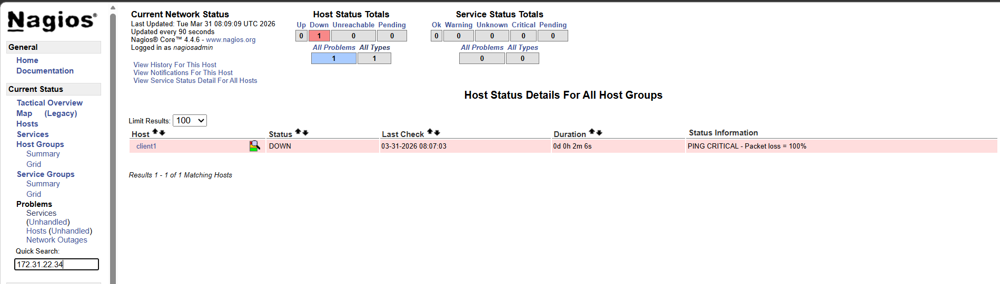 Nagios®
General
Home
Documentation
Current Status
Tactical Overview
Map (Legacy)
Hosts
Services
Host Groups
Summary
Grid
Service Groups
Summary
Grid
Problems
Services
(Unhandled)
Hosts (Unhandled)
Network Outages
Quick Search:
172.31.22.34
Current Network Status
Last Updated: Tue Mar 31 08:09:09 UTC 2026
Updated every 90 seconds
Nagios® Core™ 4.4.6 - www.nagios.org
Logged in as nagiosadmin
View History For This Host
View Notifications For This Host
View Service Status Detail For All Hosts
Host Status Totals
Up Down Unreachable Pending
0 1 0 0
All Problems All Types
1 1
Service Status Totals
Ok Warning Unknown Critical Pending
0 0 0 0 0
All Problems All Types
0 0
Host Status Details For All Host Groups
Limit Results: 100
Host Status Last Check Duration Status Information
client1 DOWN 03-31-2026 08:07:03 0d 0h 2m 6s PING CRITICAL - Packet loss = 100%
Results 1 - 1 of 1 Matching Hosts